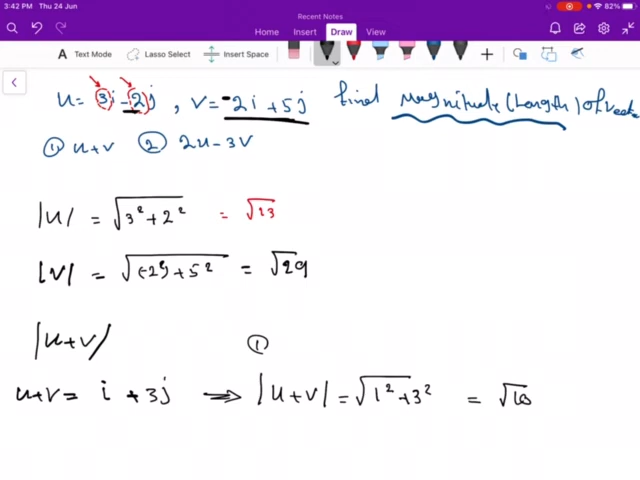 3:42 PM Thu 24 Jun 82%
Recent Notes
Home Insert Draw View
A Text Mode Lasso Select Insert Space
u = 3i - 2j , v = -2i + 5j find magnitude (Length) of
① u+v ② 2u - 3v
|u| = √3² + 2² = √13
|v| = √(-2)² + 5² = √29
|u+v| ①
u+v = i + 3j ⇒ |u+v| = √1² + 3² = √10